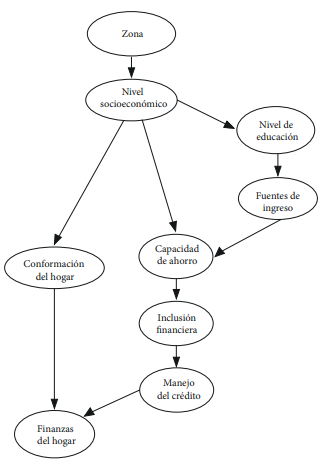 Zona
Nivel
socioeconómico
Nivel de
educación
Fuentes de
ingreso
Conformación
del hogar
Capacidad
de ahorro
Inclusión
financiera
Manejo
del crédito
Finanzas
del hogar